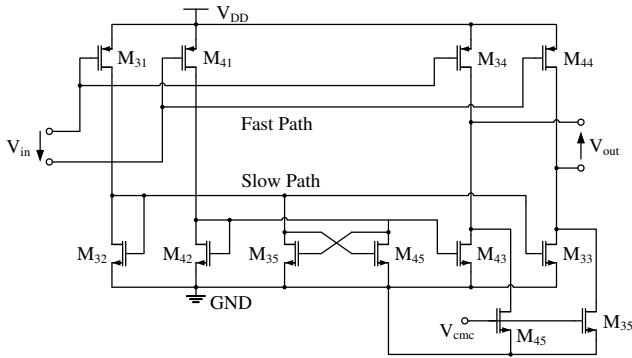 V_DD
M_31
M_41
M_34
M_44
Fast Path
V_in
V_out
Slow Path
M_32
M_42
M_35
M_45
M_43
M_33
GND
V_cmc
M_45
M_35